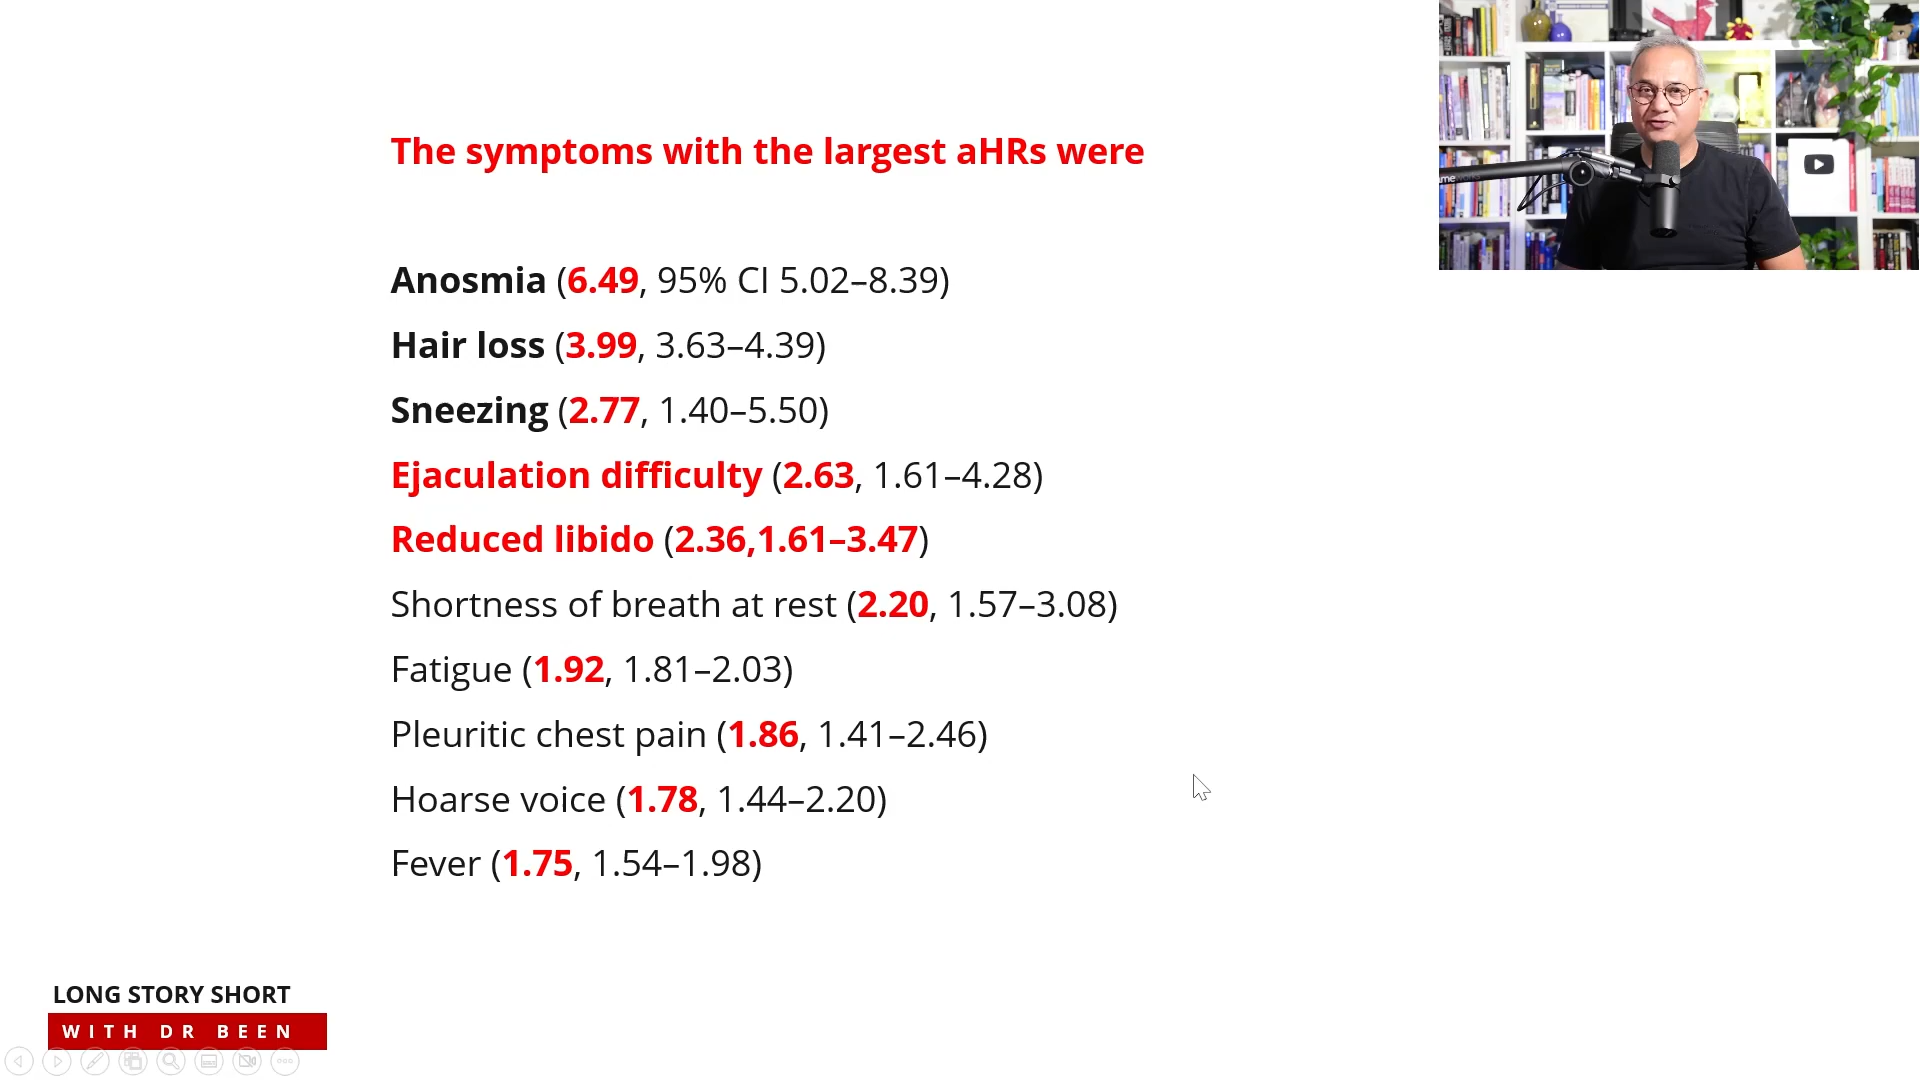 The symptoms with the largest aHRs were
Anosmia (6.49, 95% CI 5.02–8.39)
Hair loss (3.99, 3.63–4.39)
Sneezing (2.77, 1.40–5.50)
Ejaculation difficulty (2.63, 1.61–4.28)
Reduced libido (2.36,1.61–3.47)
Shortness of breath at rest (2.20, 1.57–3.08)
Fatigue (1.92, 1.81–2.03)
Pleuritic chest pain (1.86, 1.41–2.46)
Hoarse voice (1.78, 1.44–2.20)
Fever (1.75, 1.54–1.98)
LONG STORY SHORT
WITH DR BEEN